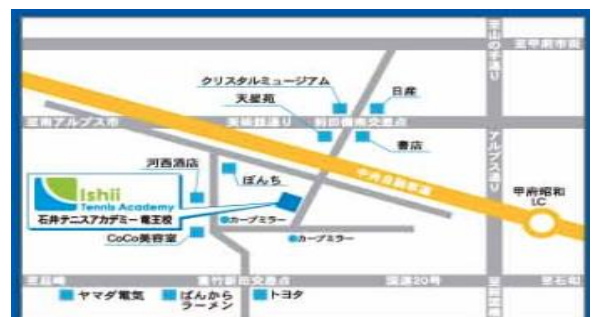 至山の手通り
至甲府市街
クリスタルミュージアム
日産
天星苑
至南アルプス市
美術館通り
書店
アルプス通り
河西酒店
ぽんち
中央自動車道
甲府昭和
I.C
Ishii
Tennis Academy
石井テニスアカデミー 竜王校
カーブミラー
カーブミラー
CoCo美容室
至韮崎
国道20号
至石和
ヤマダ電気
ばんから
ラーメン
トヨタ